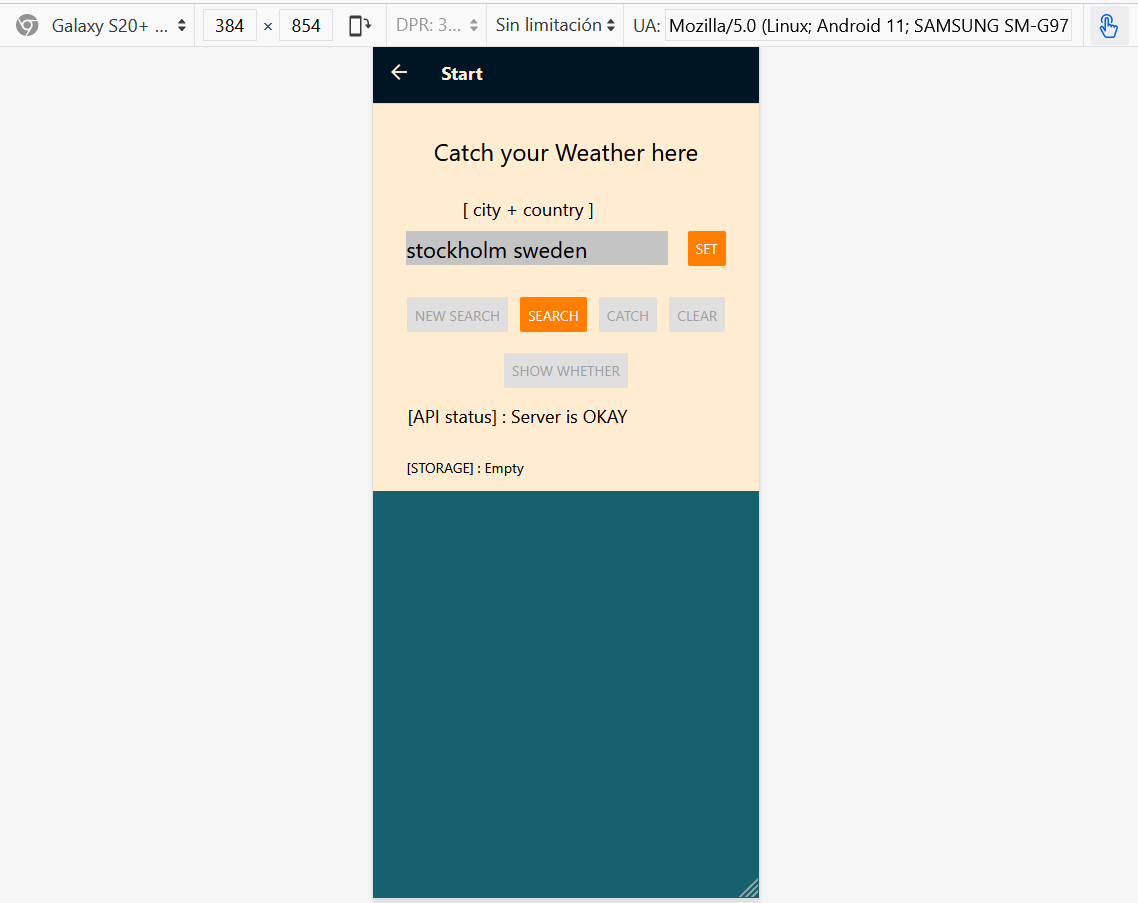 Galaxy S20+ ... 384 × 854 DPR: 3... Sin limitación UA: Mozilla/5.0 (Linux; Android 11; SAMSUNG SM-G97
Start
Catch your Weather here
[ city + country ]
stockholm sweden SET
NEW SEARCH SEARCH CATCH CLEAR
SHOW WHETHER
[API status] : Server is OKAY
[STORAGE] : Empty